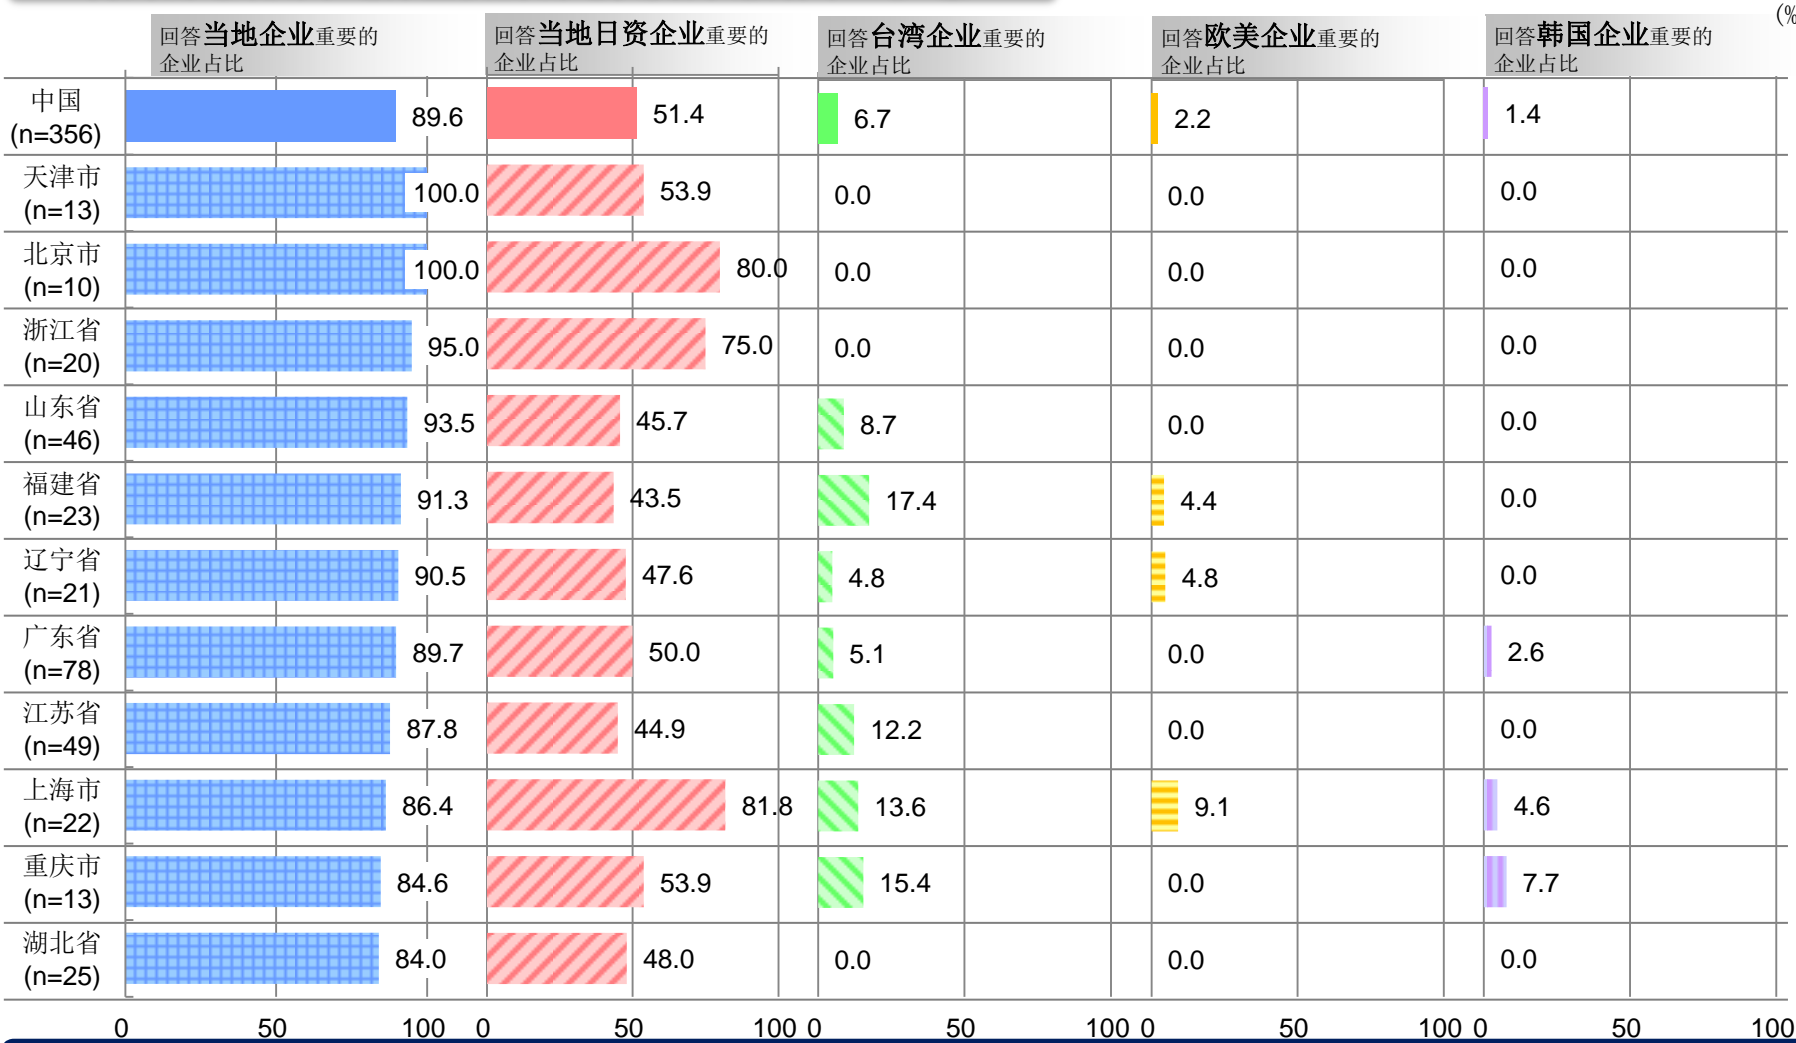 (%
回答当地企业重要的
企业占比
回答当地日资企业重要的
企业占比
回答台湾企业重要的
企业占比
回答欧美企业重要的
企业占比
回答韩国企业重要的
企业占比
中国
(n=356)
89.6 51.4 6.7 2.2 1.4
天津市
(n=13)
100.0 53.9 0.0 0.0 0.0
北京市
(n=10)
100.0 80.0 0.0 0.0 0.0
浙江省
(n=20)
95.0 75.0 0.0 0.0 0.0
山东省
(n=46)
93.5 45.7 8.7 0.0 0.0
福建省
(n=23)
91.3 43.5 17.4 4.4 0.0
辽宁省
(n=21)
90.5 47.6 4.8 4.8 0.0
广东省
(n=78)
89.7 50.0 5.1 0.0 2.6
江苏省
(n=49)
87.8 44.9 12.2 0.0 0.0
上海市
(n=22)
86.4 81.8 13.6 9.1 4.6
重庆市
(n=13)
84.6 53.9 15.4 0.0 7.7
湖北省
(n=25)
84.0 48.0 0.0 0.0 0.0
0 50 100 0 50 100 0 50 100 0 50 100 0 50 100